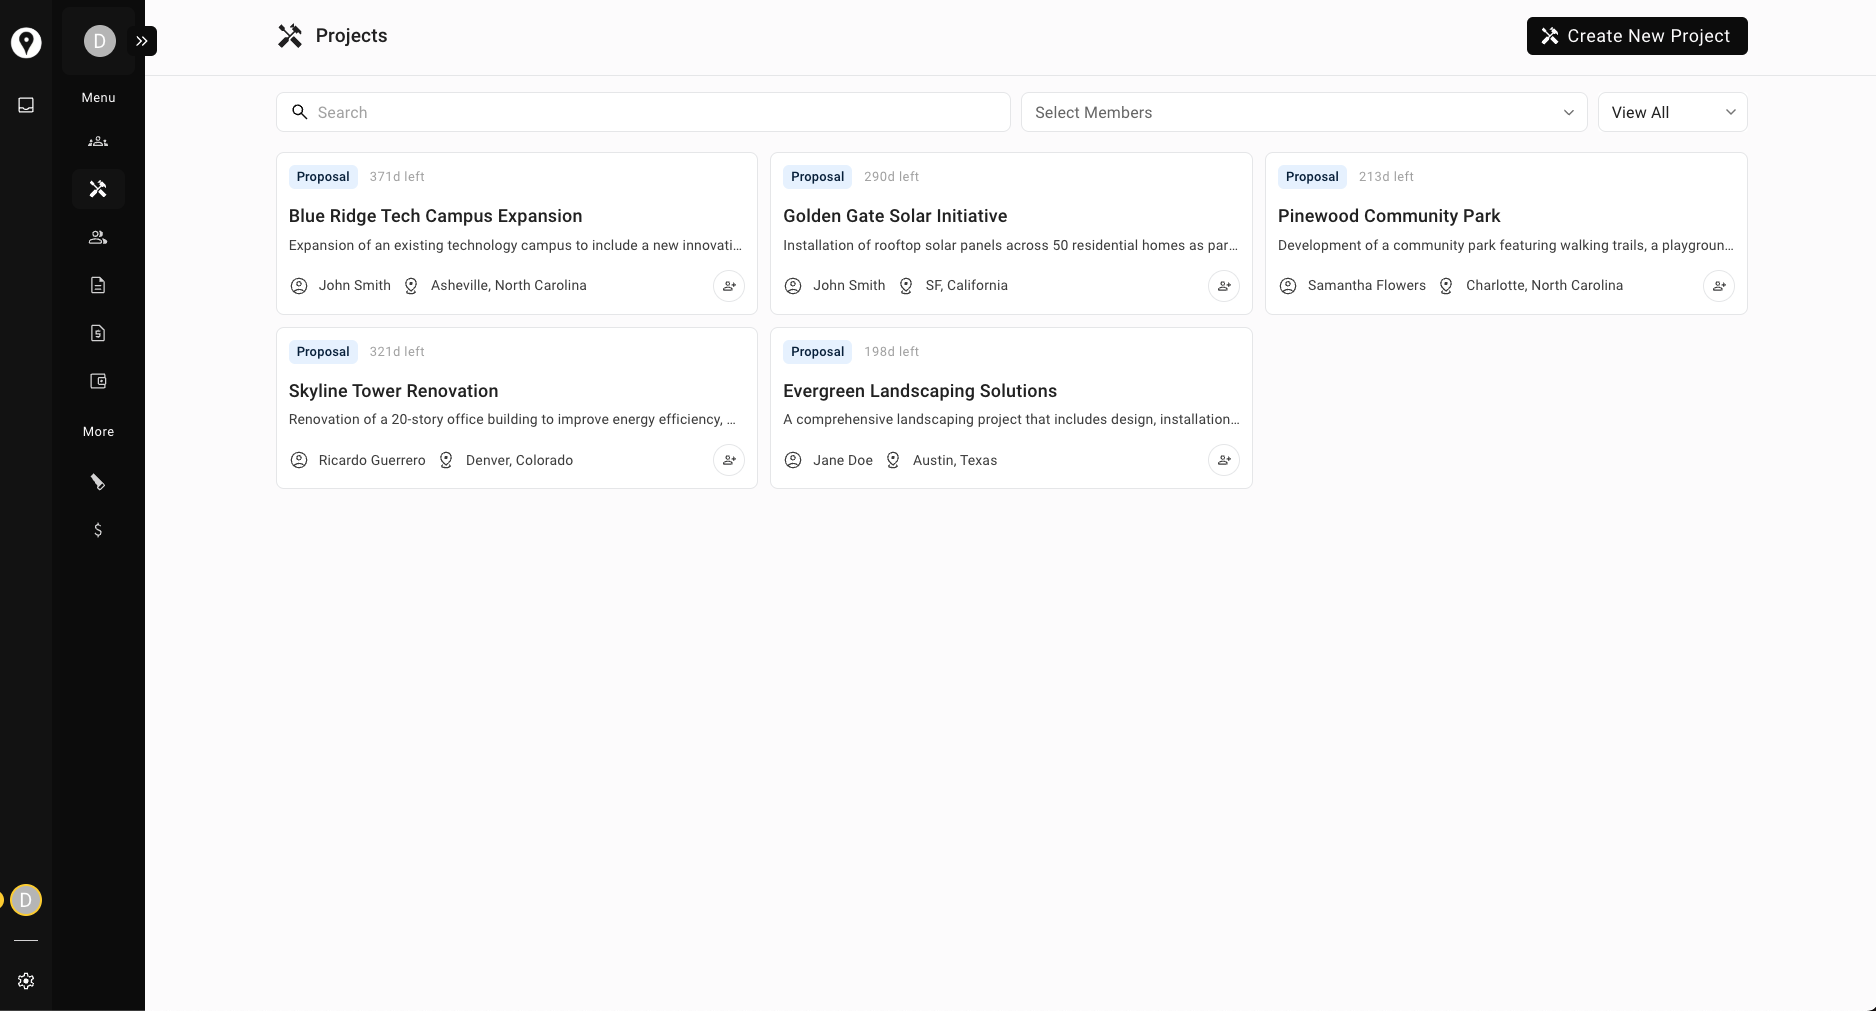 D
Menu
More
D
Projects
Create New Project
Search
Select Members
View All
Proposal 371d left
Blue Ridge Tech Campus Expansion
Expansion of an existing technology campus to include a new innovati...
John Smith Asheville, North Carolina
Proposal 290d left
Golden Gate Solar Initiative
Installation of rooftop solar panels across 50 residential homes as par...
John Smith SF, California
Proposal 213d left
Pinewood Community Park
Development of a community park featuring walking trails, a playgroun...
Samantha Flowers Charlotte, North Carolina
Proposal 321d left
Skyline Tower Renovation
Renovation of a 20-story office building to improve energy efficiency, ...
Ricardo Guerrero Denver, Colorado
Proposal 198d left
Evergreen Landscaping Solutions
A comprehensive landscaping project that includes design, installation...
Jane Doe Austin, Texas